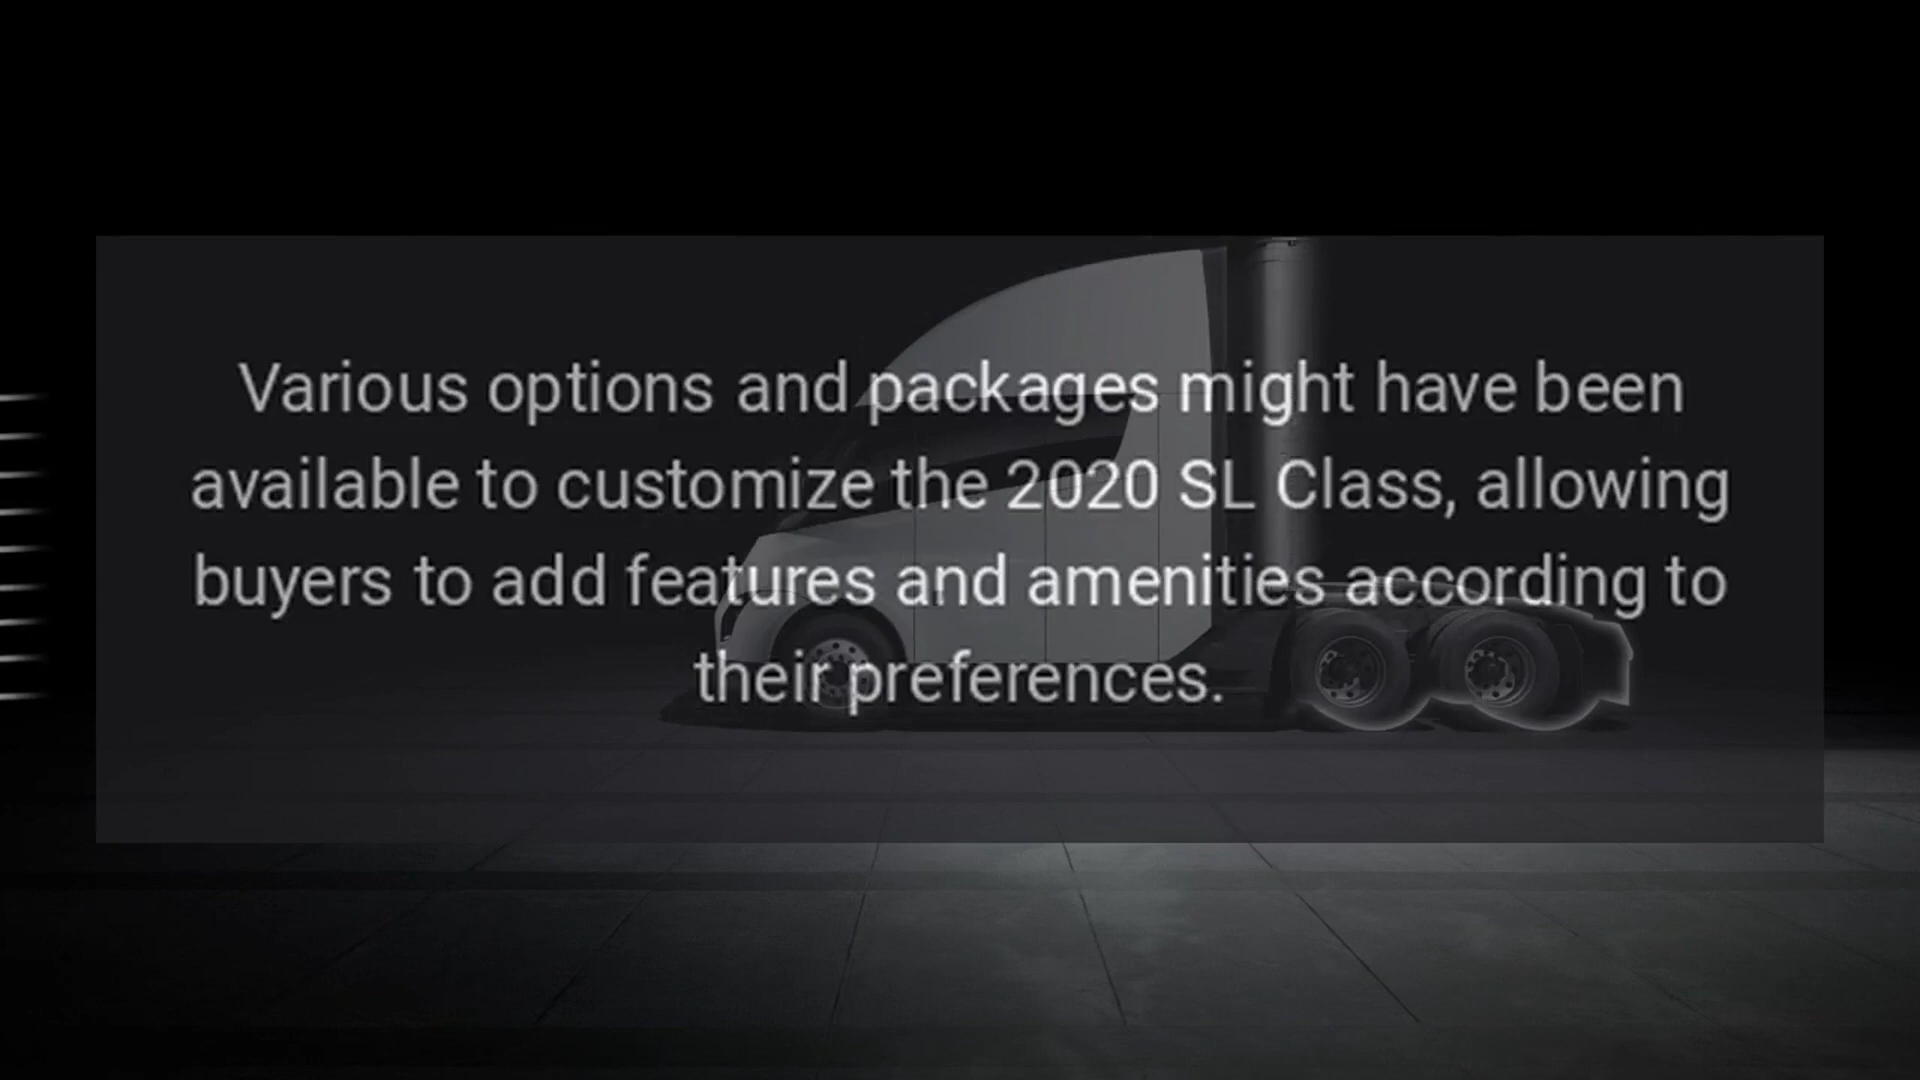 Various options and packages might have been
available to customize the 2020 SL Class, allowing
buyers to add features and amenities according to
their preferences.